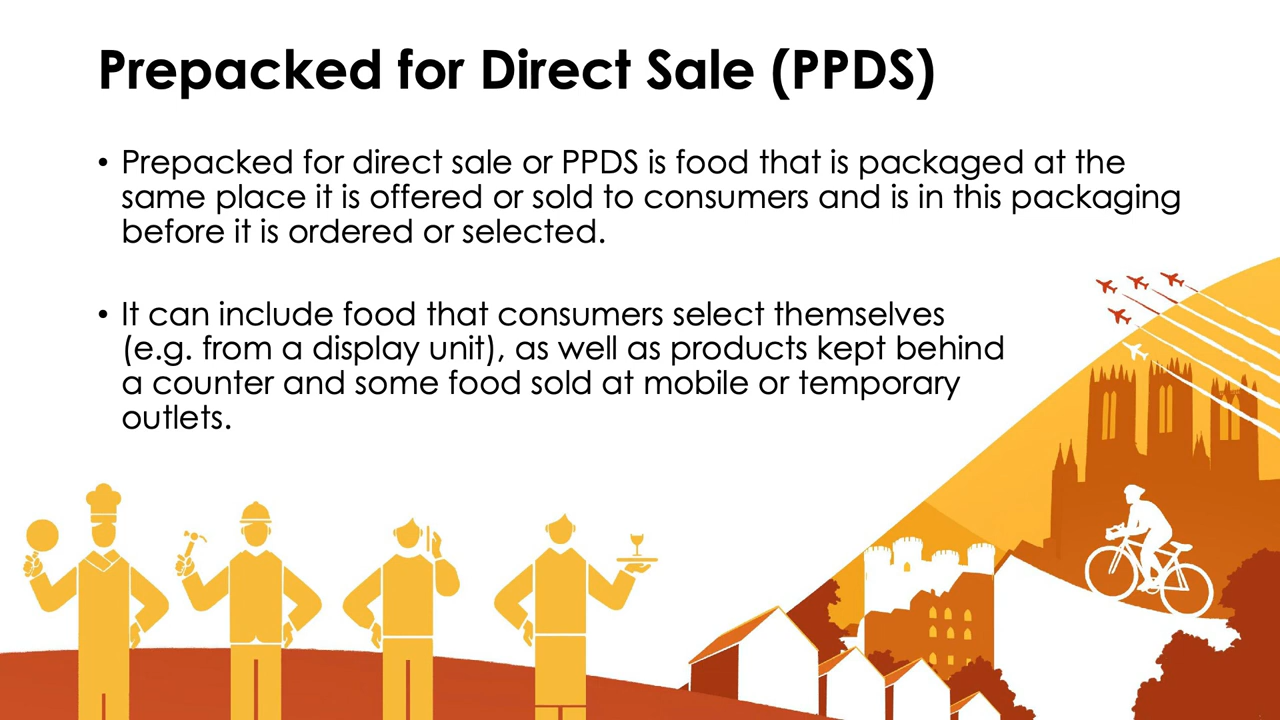 Prepacked for Direct Sale (PPDS)
• Prepacked for direct sale or PPDS is food that is packaged at the
same place it is offered or sold to consumers and is in this packaging
before it is ordered or selected.
• It can include food that consumers select themselves
(e.g. from a display unit), as well as products kept behind
a counter and some food sold at mobile or temporary
outlets.